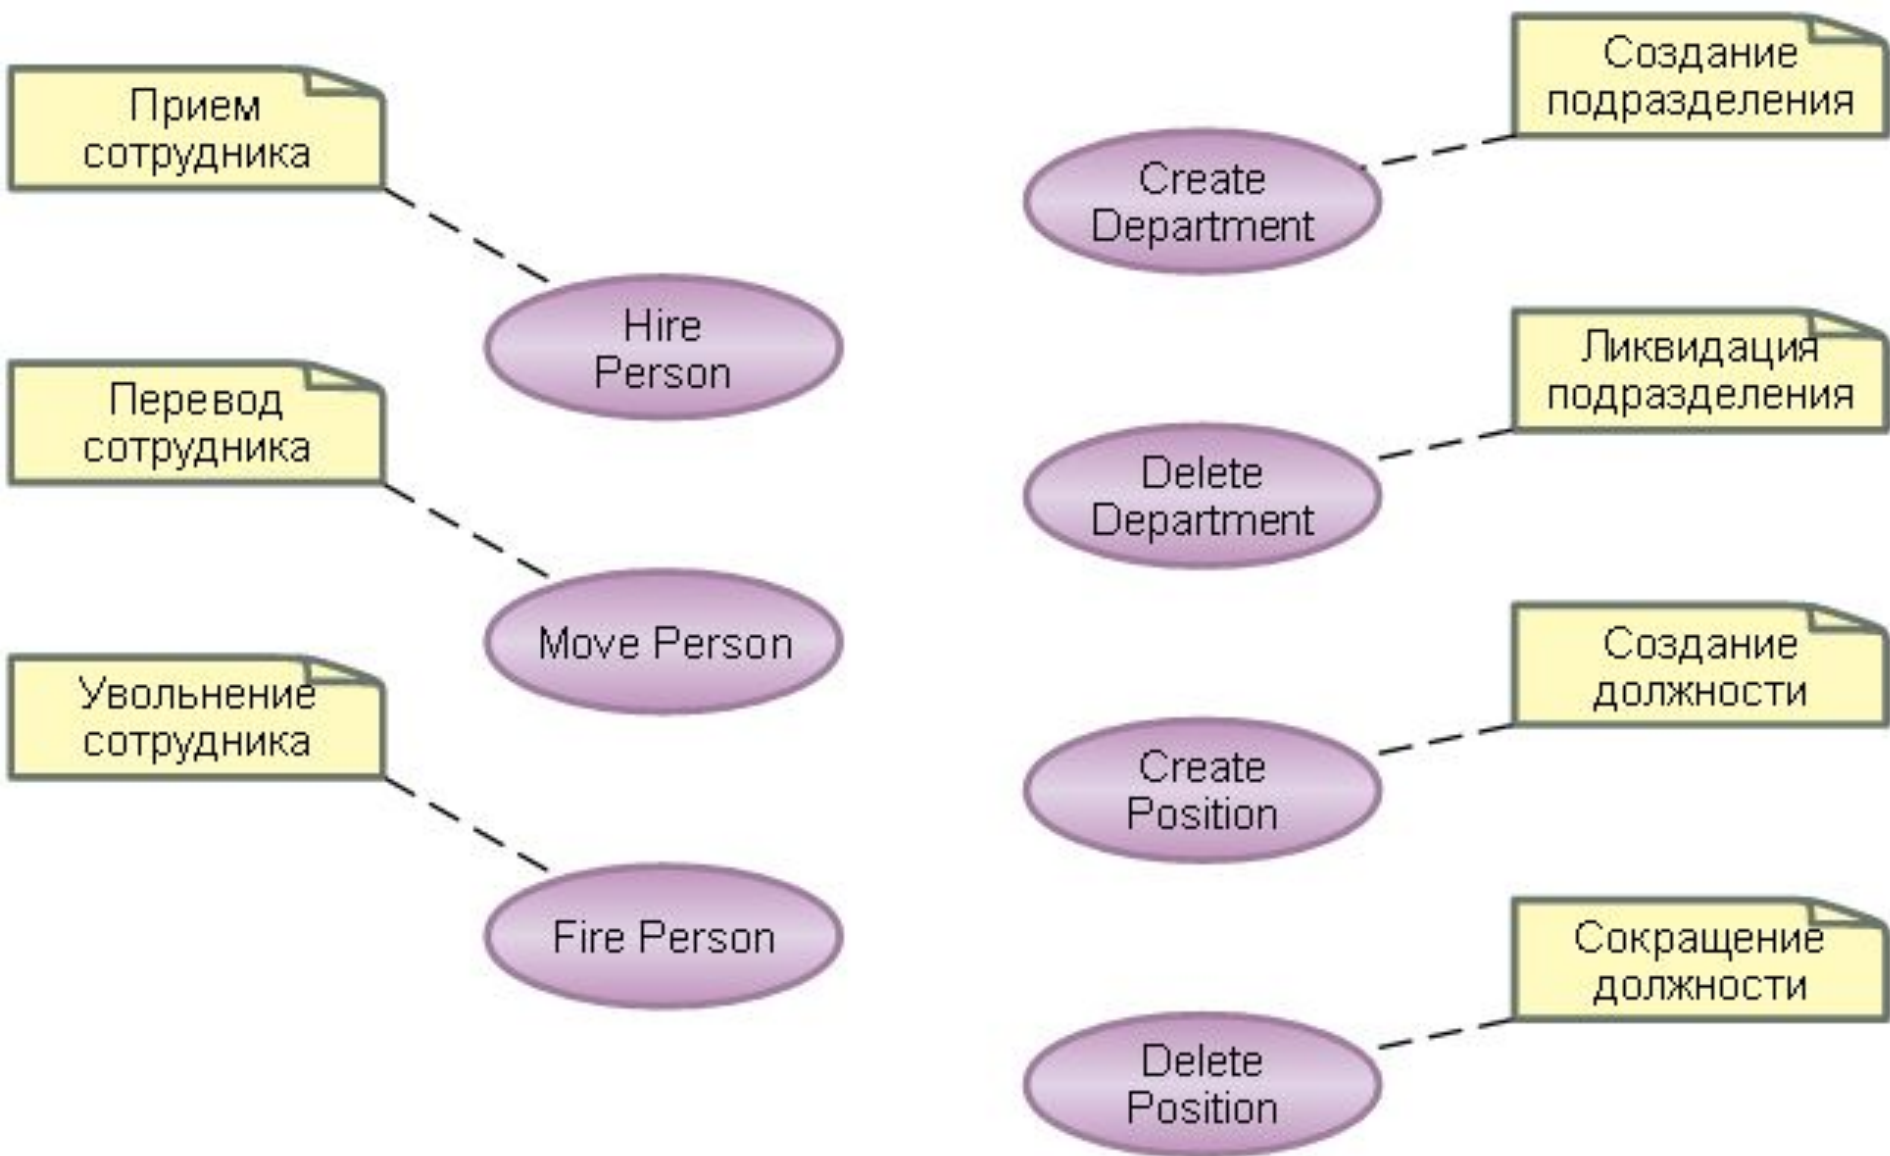 Прием
сотрудника
Hire
Person
Перевод
сотрудника
Move Person
Увольнение
сотрудника
Fire Person
Создание
подразделения
Create
Department
Ликвидация
подразделения
Delete
Department
Создание
должности
Create
Position
Сокращение
должности
Delete
Position